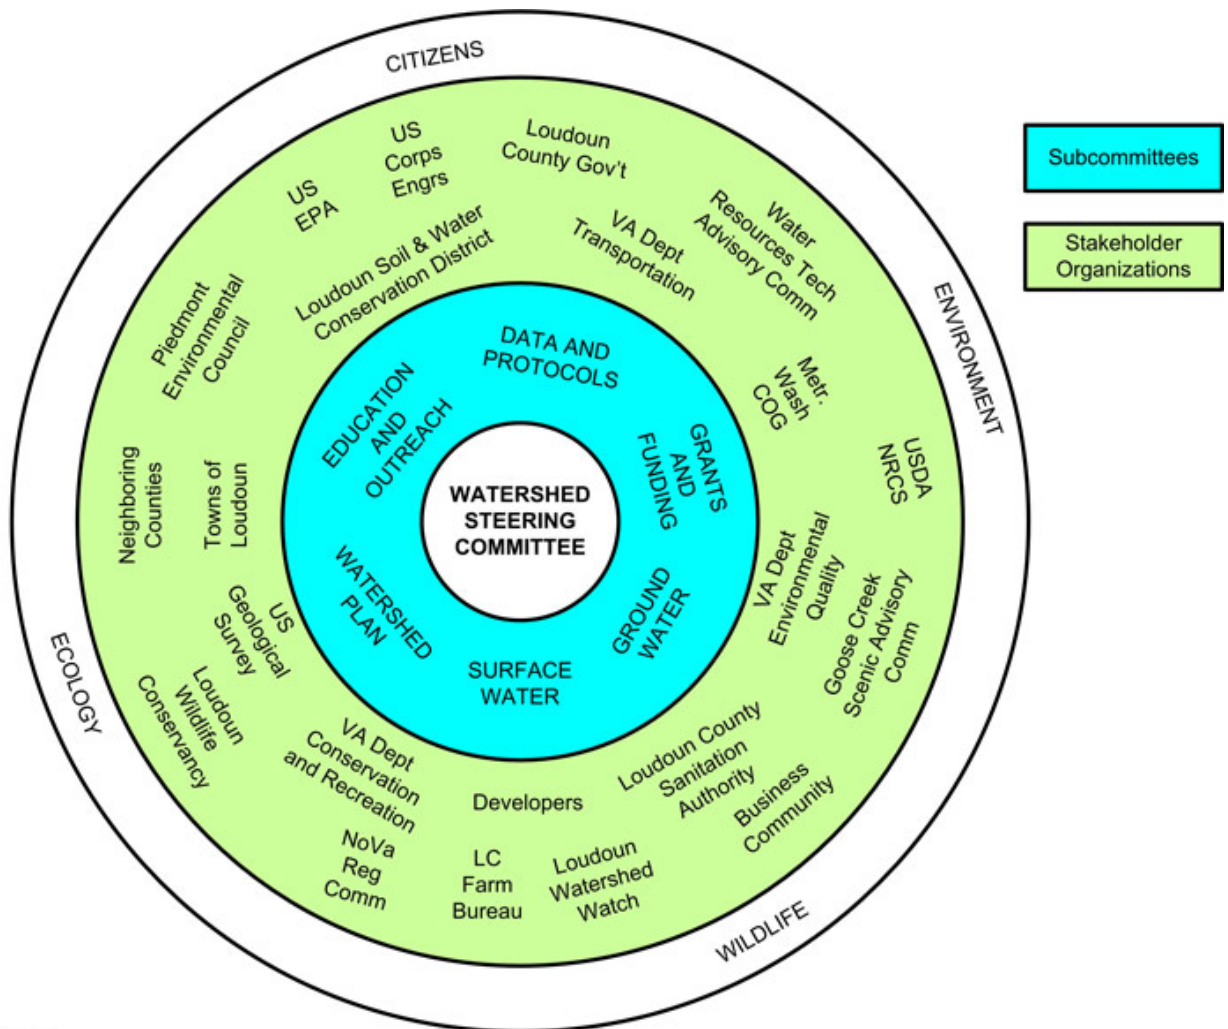 CITIZENS
US
Corps
Engrs
Loudoun
County Gov't
US
EPA
Water
Resources Tech
Advisory Comm
Loudoun Soil & Water
Conservation District
VA Dept
Transportation
Piedmont
Environmental
Council
Metr.
Wash
COG
ENVIRONMENT
USDA
NRCS
Neighboring
Counties
Towns of
Loudoun
VA Dept
Environmental
Quality
Goose Creek
Scenic Advisory
Comm
US
Geological
Survey
Loudoun
Wildlife
Conservancy
ECOLOGY
VA Dept
Conservation
and Recreation
Developers
Loudoun County
Sanitation
Authority
Business
Community
NoVa
Reg
Comm
LC
Farm
Bureau
Loudoun
Watershed
Watch
WILDLIFE
DATA AND
PROTOCOLS
EDUCATION
AND
OUTREACH
GRANTS
AND
FUNDING
WATERSHED
STEERING
COMMITTEE
WATERSHED
PLAN
GROUND
WATER
SURFACE
WATER
Subcommittees
Stakeholder
Organizations